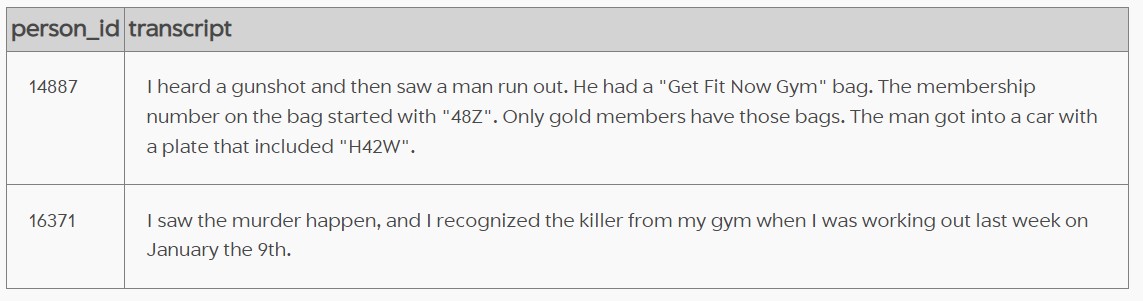 person_id transcript
14887 I heard a gunshot and then saw a man run out. He had a "Get Fit Now Gym" bag. The membership
number on the bag started with "48Z". Only gold members have those bags. The man got into a car with
a plate that included "H42W".
16371 I saw the murder happen, and I recognized the killer from my gym when I was working out last week on
January the 9th.